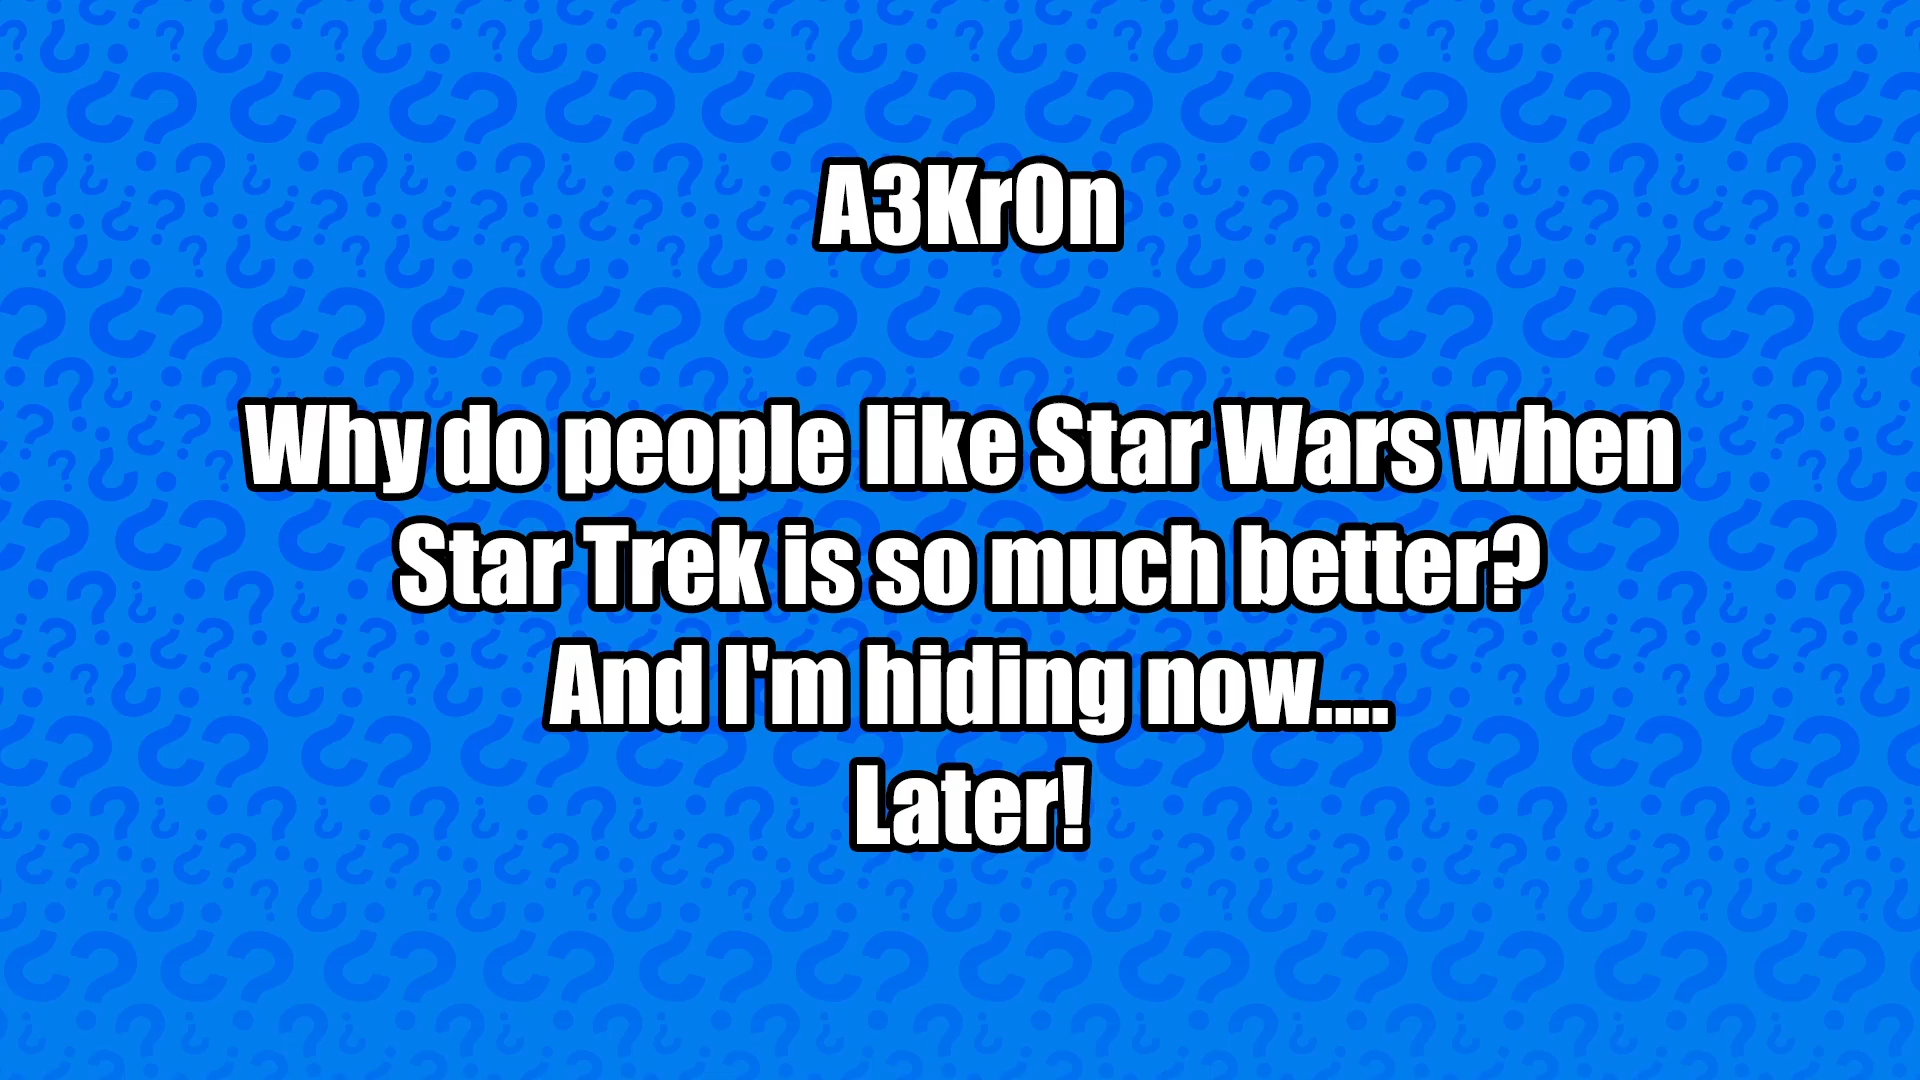 A3Kr0n
Why do people like Star Wars when
Star Trek is so much better?
And I'm hiding now....
Later!